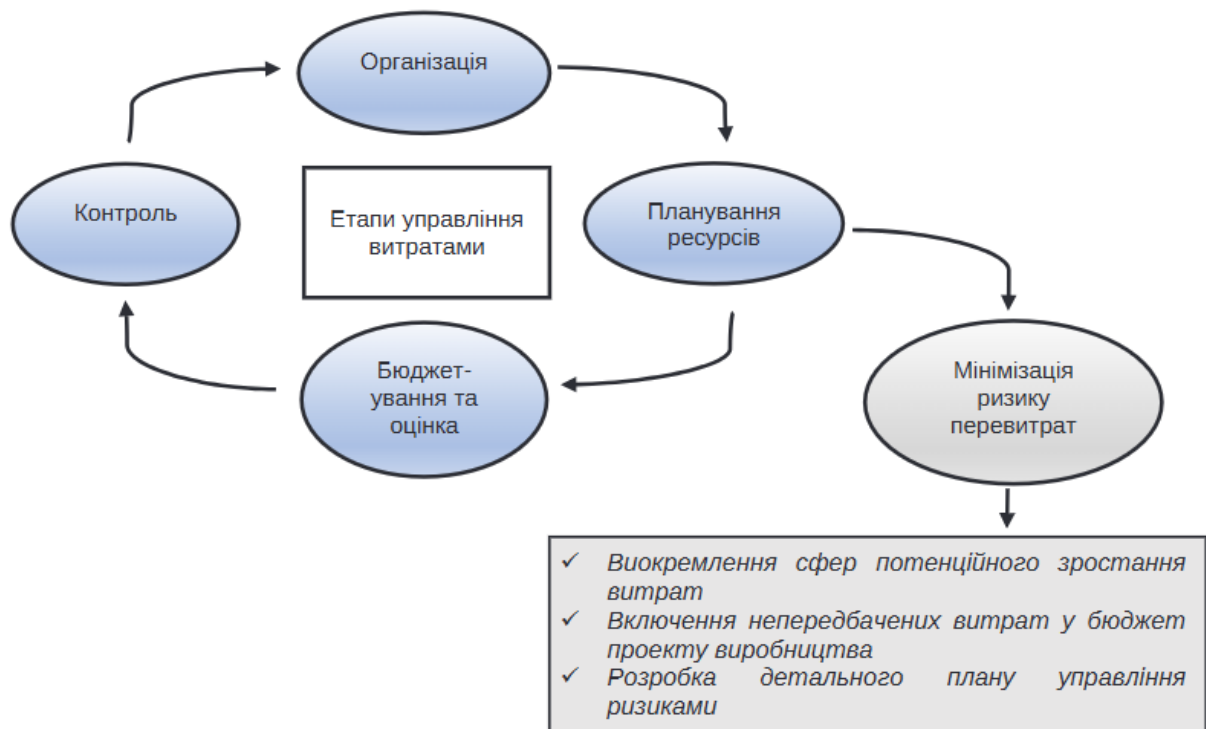 Організація
Контроль
Етапи управління
витратами
Планування
ресурсів
Бюджет-
ування та
оцінка
Мінімізація
ризику
перевитрат
✓ Виокремлення сфер потенційного зростання
витрат
✓ Включення непередбачених витрат у бюджет
проекту виробництва
✓ Розробка детального плану управління
ризиками